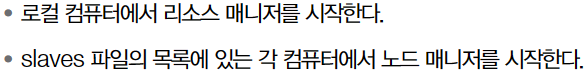 • 로컬 컴퓨터에서 리소스 매니저를 시작한다.
• slaves 파일의 목록에 있는 각 컴퓨터에서 노드 매니저를 시작한다.